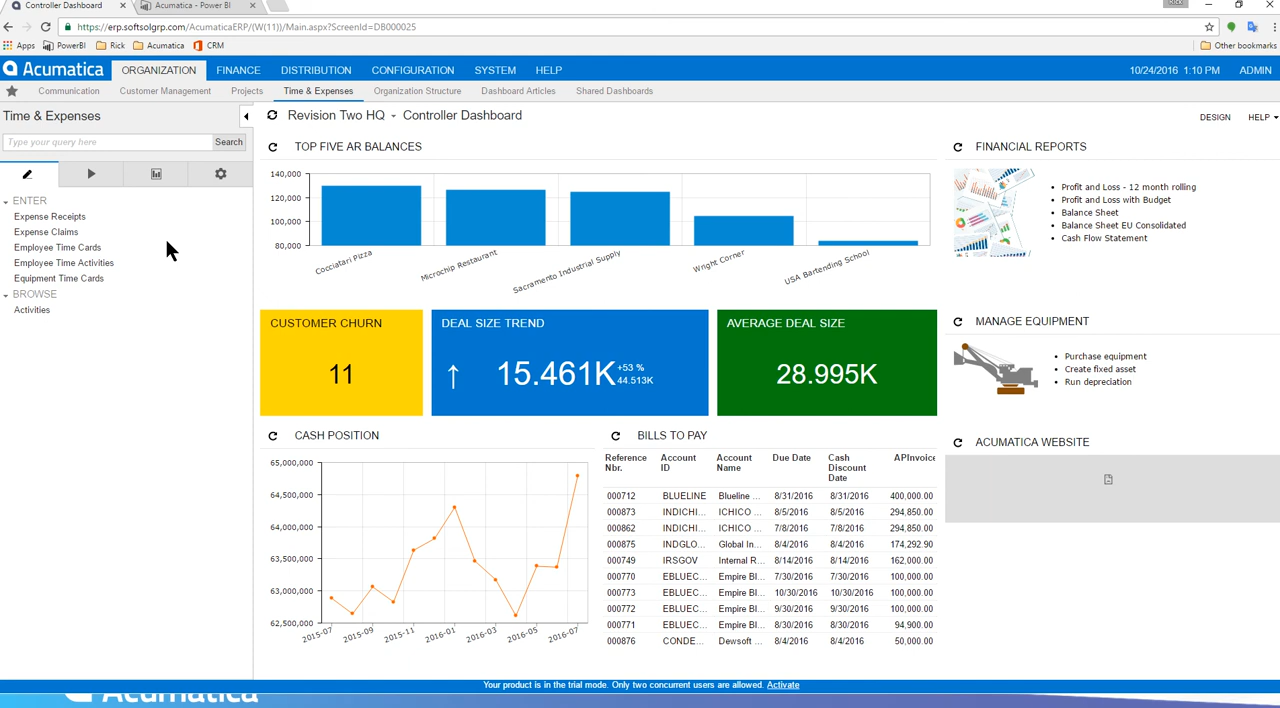 Controller Dashboard
Acumatica - Power BI
Rick
https://erp.softsolgrp.com/AcumaticaERP/(W(11))/Main.aspx?ScreenId=DB000025
Apps PowerBI Rick Acumatica CRM Other bookmarks
Acumatica ORGANIZATION FINANCE DISTRIBUTION CONFIGURATION SYSTEM HELP 10/24/2016 1:10 PM ADMIN
Communication Customer Management Projects Time & Expenses Organization Structure Dashboard Articles Shared Dashboards
Time & Expenses
Type your query here Search
ENTER
Expense Receipts
Expense Claims
Employee Time Cards
Employee Time Activities
Equipment Time Cards
BROWSE
Activities
Revision Two HQ - Controller Dashboard
DESIGN HELP
TOP FIVE AR BALANCES
140,000
120,000
100,000
80,000
Cocciatari Pizza
Microchip Restaurant
Sacramento Industrial Supply
Wright Corner
USA Bartending School
CUSTOMER CHURN
11
DEAL SIZE TREND
↑ 15.461K +53 %
44.513K
AVERAGE DEAL SIZE
28.995K
CASH POSITION
65,000,000
64,500,000
64,000,000
63,500,000
63,000,000
62,500,000
2015-07 2015-09 2015-11 2016-01 2016-03 2016-05 2016-07
BILLS TO PAY
Reference Nbr. Account ID Account Name Due Date Cash Discount Date APInvoice
000712 BLUELINE Blueline ... 8/31/2016 8/31/2016 400,000.00
000873 INDICHI... ICHICO ... 8/5/2016 8/5/2016 294,850.00
000862 INDICHI... ICHICO ... 7/8/2016 7/8/2016 294,850.00
000875 INDGLO... Global In... 8/4/2016 8/4/2016 174,292.90
000749 IRSGOV Internal R... 8/14/2016 8/14/2016 162,000.00
000770 EBLUEC... Empire Bl... 7/30/2016 7/30/2016 100,000.00
000773 EBLUEC... Empire Bl... 10/30/2016 10/30/2016 100,000.00
000772 EBLUEC... Empire Bl... 9/30/2016 9/30/2016 100,000.00
000771 EBLUEC... Empire Bl... 8/30/2016 8/30/2016 94,900.00
000876 CONDE... Dewsoft ... 8/4/2016 8/4/2016 50,000.00
FINANCIAL REPORTS
• Profit and Loss - 12 month rolling
• Profit and Loss with Budget
• Balance Sheet
• Balance Sheet EU Consolidated
• Cash Flow Statement
MANAGE EQUIPMENT
• Purchase equipment
• Create fixed asset
• Run depreciation
ACUMATICA WEBSITE
Your product is in the trial mode. Only two concurrent users are allowed. Activate
Acumatica